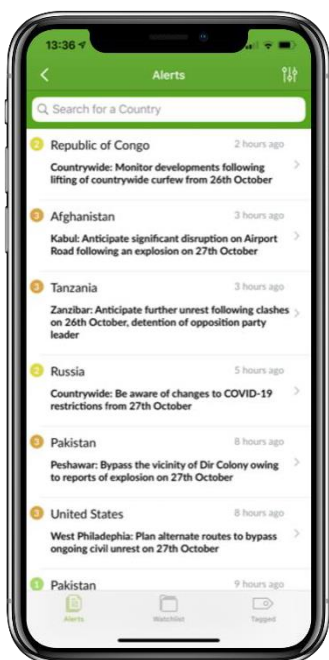 13:36
Alerts
Search for a Country
2 Republic of Congo 2 hours ago
Countrywide: Monitor developments following
lifting of countrywide curfew from 26th October
3 Afghanistan 3 hours ago
Kabul: Anticipate significant disruption on Airport
Road following an explosion on 27th October
3 Tanzania 3 hours ago
Zanzibar: Anticipate further unrest following clashes
on 26th October, detention of opposition party
leader
2 Russia 5 hours ago
Countrywide: Be aware of changes to COVID-19
restrictions from 27th October
3 Pakistan 8 hours ago
Peshawar: Bypass the vicinity of Dir Colony owing
to reports of explosion on 27th October
3 United States 8 hours ago
West Philadephia: Plan alternate routes to bypass
ongoing civil unrest on 27th October
1 Pakistan 9 hours ago
Alerts Watchlist Tagged